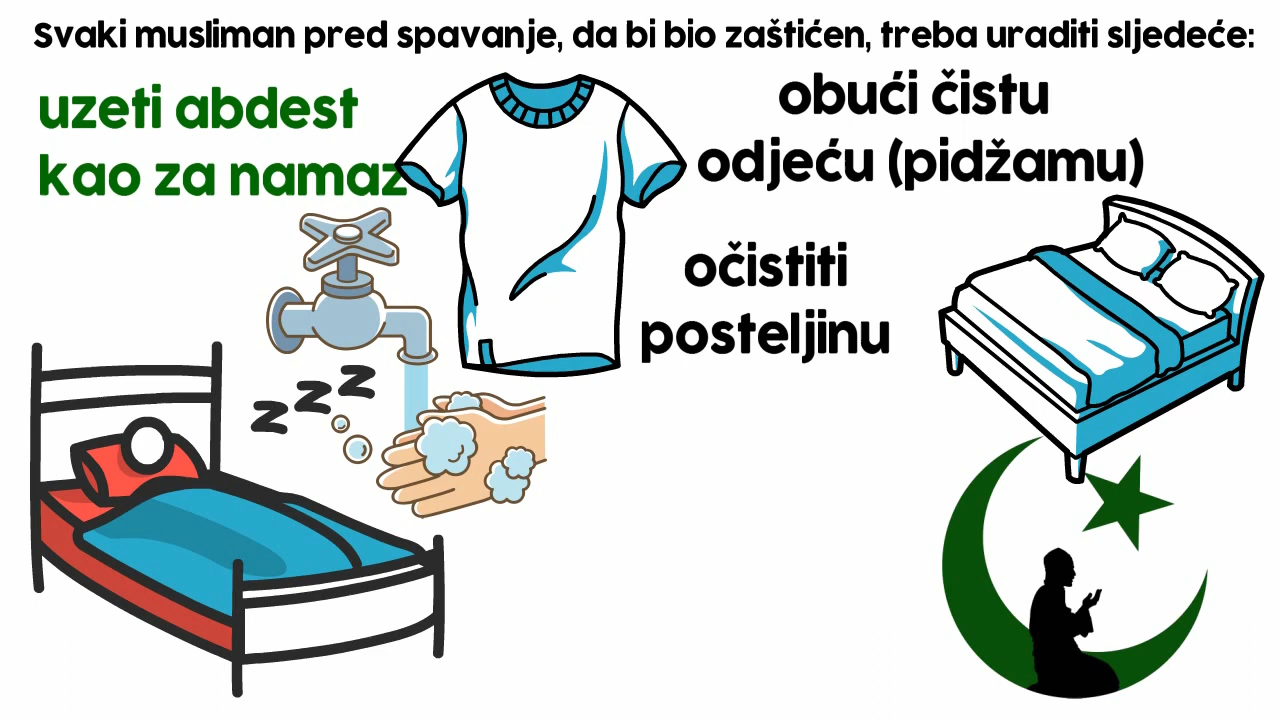 Svaki musliman pred spavanje, da bi bio zaštićen, treba uraditi sljedeće:
uzeti abdest
kao za namaz
obući čistu
odjeću (pidžamu)
očistiti
posteljinu
z z z